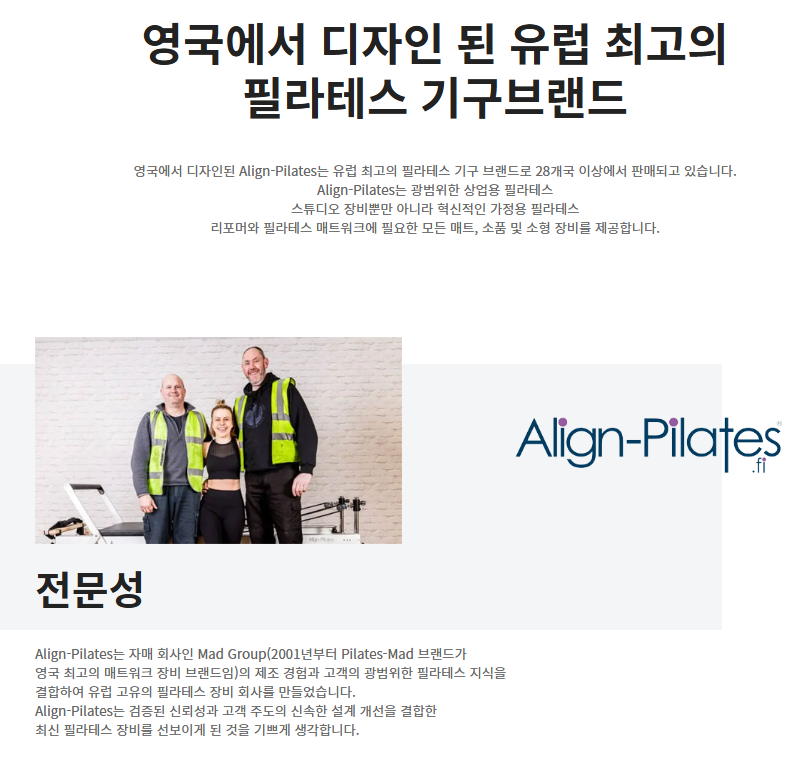 영국에서 디자인 된 유럽 최고의
필라테스 기구브랜드
영국에서 디자인된 Align-Pilates는 유럽 최고의 필라테스 기구 브랜드로 28개국 이상에서 판매되고 있습니다.
Align-Pilates는 광범위한 상업용 필라테스
스튜디오 장비뿐만 아니라 혁신적인 가정용 필라테스
리포머와 필라테스 매트워크에 필요한 모든 매트, 소품 및 소형 장비를 제공합니다.
Align-Pilates®
.fi
전문성
Align-Pilates는 자매 회사인 Mad Group(2001년부터 Pilates-Mad 브랜드가
영국 최고의 매트워크 장비 브랜드임)의 제조 경험과 고객의 광범위한 필라테스 지식을
결합하여 유럽 고유의 필라테스 장비 회사를 만들었습니다.
Align-Pilates는 검증된 신뢰성과 고객 주도의 신속한 설계 개선을 결합한
최신 필라테스 장비를 선보이게 된 것을 기쁘게 생각합니다.